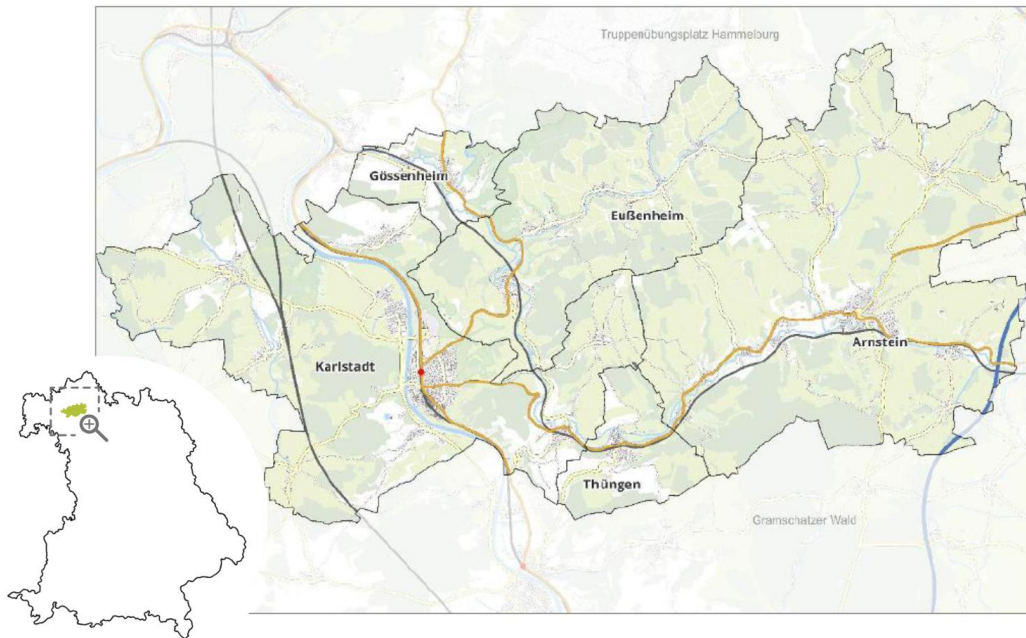 Truppenübungsplatz Hammelburg
Gössenheim
Eußenheim
Karlstadt
Arnstein
Thüngen
Gramschatzer Wald